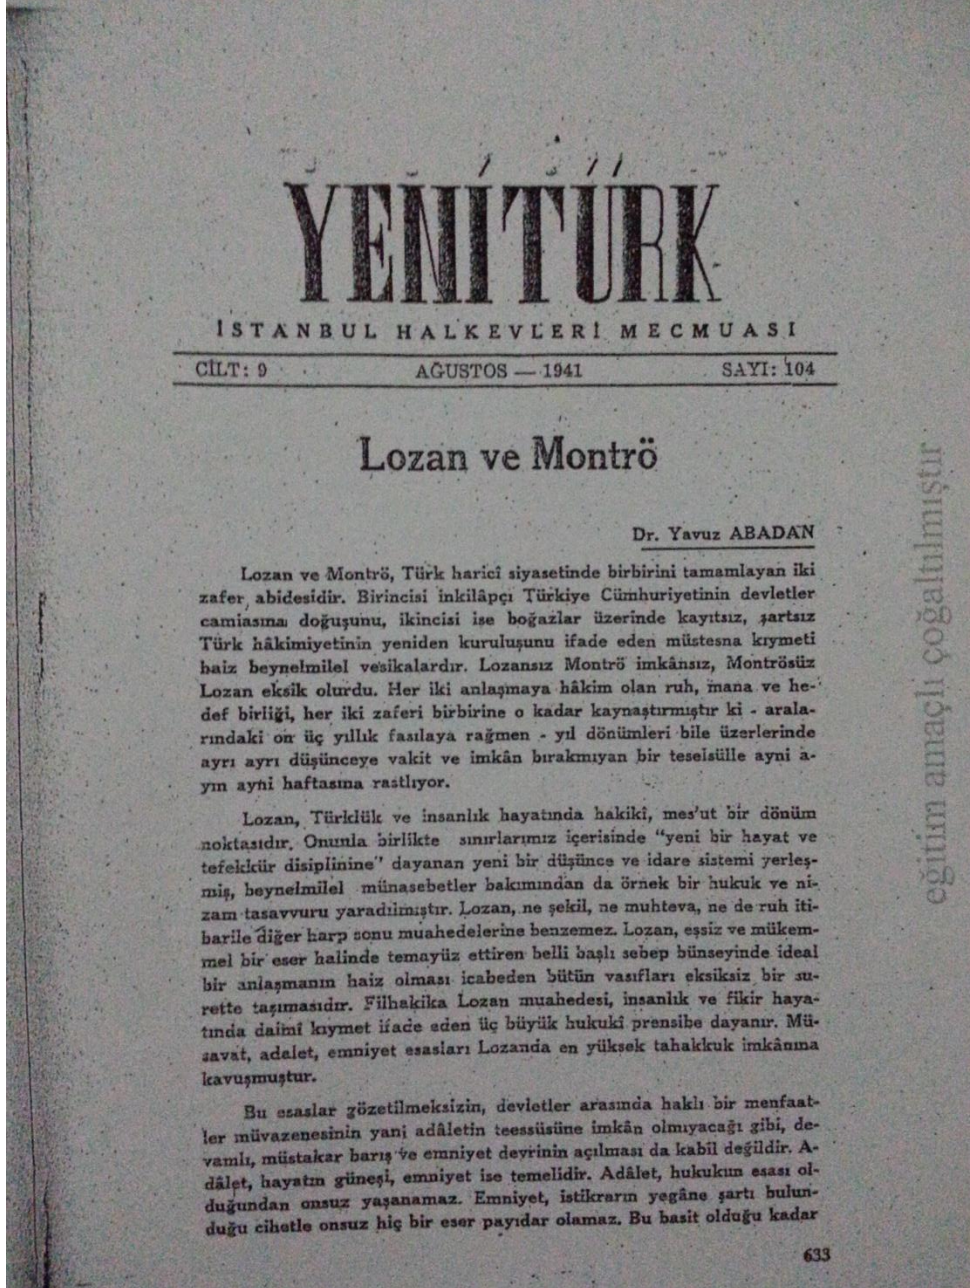 YENİTÜRK
İSTANBUL HALKEVLERİ MECMUASI
CİLT: 9 AĞUSTOS — 1941 SAYI: 104
Lozan ve Montrö
Dr. Yavuz ABADAN
Lozan ve Montrö, Türk haricî siyasetinde birbirini tamamlayan iki
zafer abidesidir. Birincisi inkilâpçı Türkiye Cümhuriyetinin devletler
camiasına doğuşunu, ikincisi ise boğazlar üzerinde kayıtsız, şartsız
Türk hâkimiyetinin yeniden kuruluşunu ifade eden müstesna kıymeti
haiz beynelmilel vesikalardır. Lozansız Montrö imkânsız, Montrösüz
Lozan eksik olurdu. Her iki anlaşmaya hâkim olan ruh, mana ve he-
def birliği, her iki zaferi birbirine o kadar kaynaştırmıştır ki - arala-
rındaki on üç yıllık fasılaya rağmen - yıl dönümleri bile üzerlerinde
ayrı ayrı düşünceye vakit ve imkân bırakmıyan bir teselsülle ayni a-
yın ayni haftasına rastlıyor.
Lozan, Türklük ve insanlık hayatında hakikî, mes'ut bir dönüm
noktasıdır. Onunla birlikte sınırlarımız içerisinde "yeni bir hayat ve
tefekkür disiplinine" dayanan yeni bir düşünce ve idare sistemi yerleş-
miş, beynelmilel münasebetler bakımından da örnek bir hukuk ve ni-
zam tasavvuru yaradılmıştır. Lozan, ne şekil, ne muhteva, ne de ruh iti-
barile diğer harp sonu muahedelerine benzemez. Lozan, eşsiz ve mükem-
mel bir eser halinde temayüz ettiren belli başlı sebep bünseyinde ideal
bir anlaşmanın haiz olması icabeden bütün vasıfları eksiksiz bir su-
rette taşımasıdır. Filhakika Lozan muahedesi, insanlık ve fikir haya-
tında daimî kıymet ifade eden üç büyük hukukî prensibe dayanır. Mü-
savat, adalet, emniyet esasları Lozanda en yüksek tahakkuk imkânına
kavuşmuştur.
Bu esaslar gözetilmeksizin, devletler arasında haklı bir menfaat-
ler müvazenesinin yani adâletin teessüsüne imkân olmıyacağı gibi, de-
vamlı, müstakar barış ve emniyet devrinin açılması da kabil değildir. A-
dâlet, hayatın güneşi, emniyet ise temelidir. Adâlet, hukukun esası ol-
duğundan onsuz yaşanamaz. Emniyet, istikrarın yegâne şartı bulun-
duğu cihetle onsuz hiç bir eser payıdar olamaz. Bu basit olduğu kadar
633
eğitim amaçlı çoğaltılmıştır